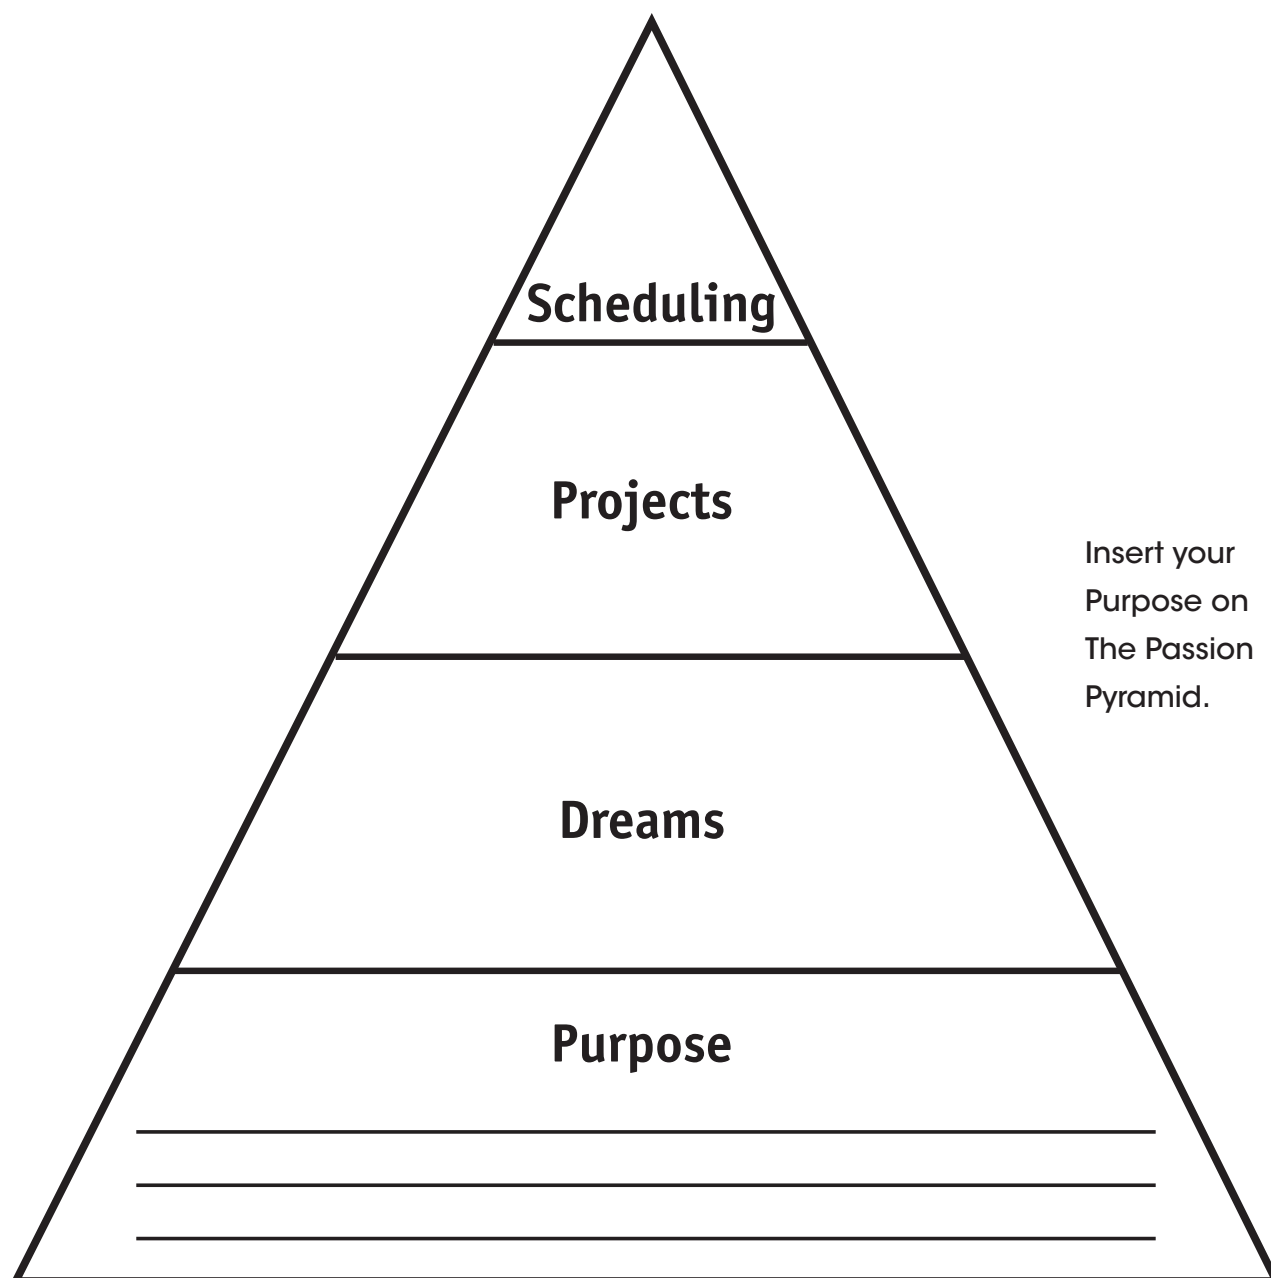 Scheduling
Projects
Insert your
Purpose on
The Passion
Pyramid.
Dreams
Purpose